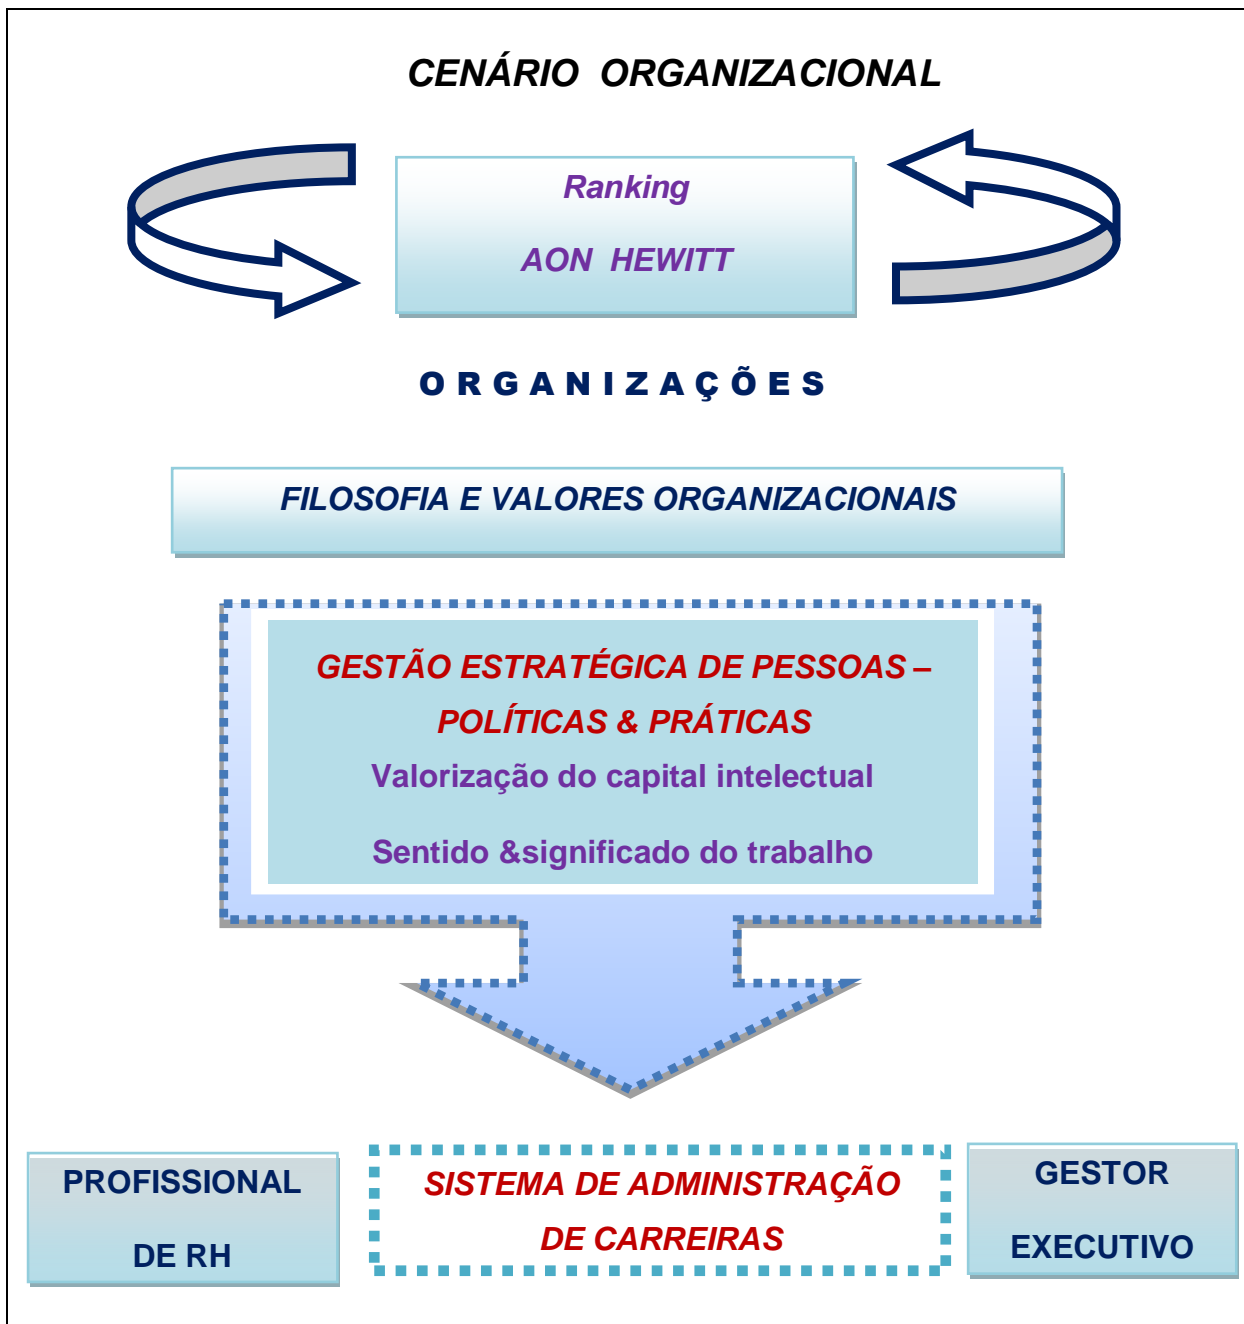 CENÁRIO ORGANIZACIONAL
Ranking
AON HEWITT
ORGANIZAÇÕES
FILOSOFIA E VALORES ORGANIZACIONAIS
GESTÃO ESTRATÉGICA DE PESSOAS –
POLÍTICAS & PRÁTICAS
Valorização do capital intelectual
Sentido &significado do trabalho
PROFISSIONAL
DE RH
SISTEMA DE ADMINISTRAÇÃO
DE CARREIRAS
GESTOR
EXECUTIVO